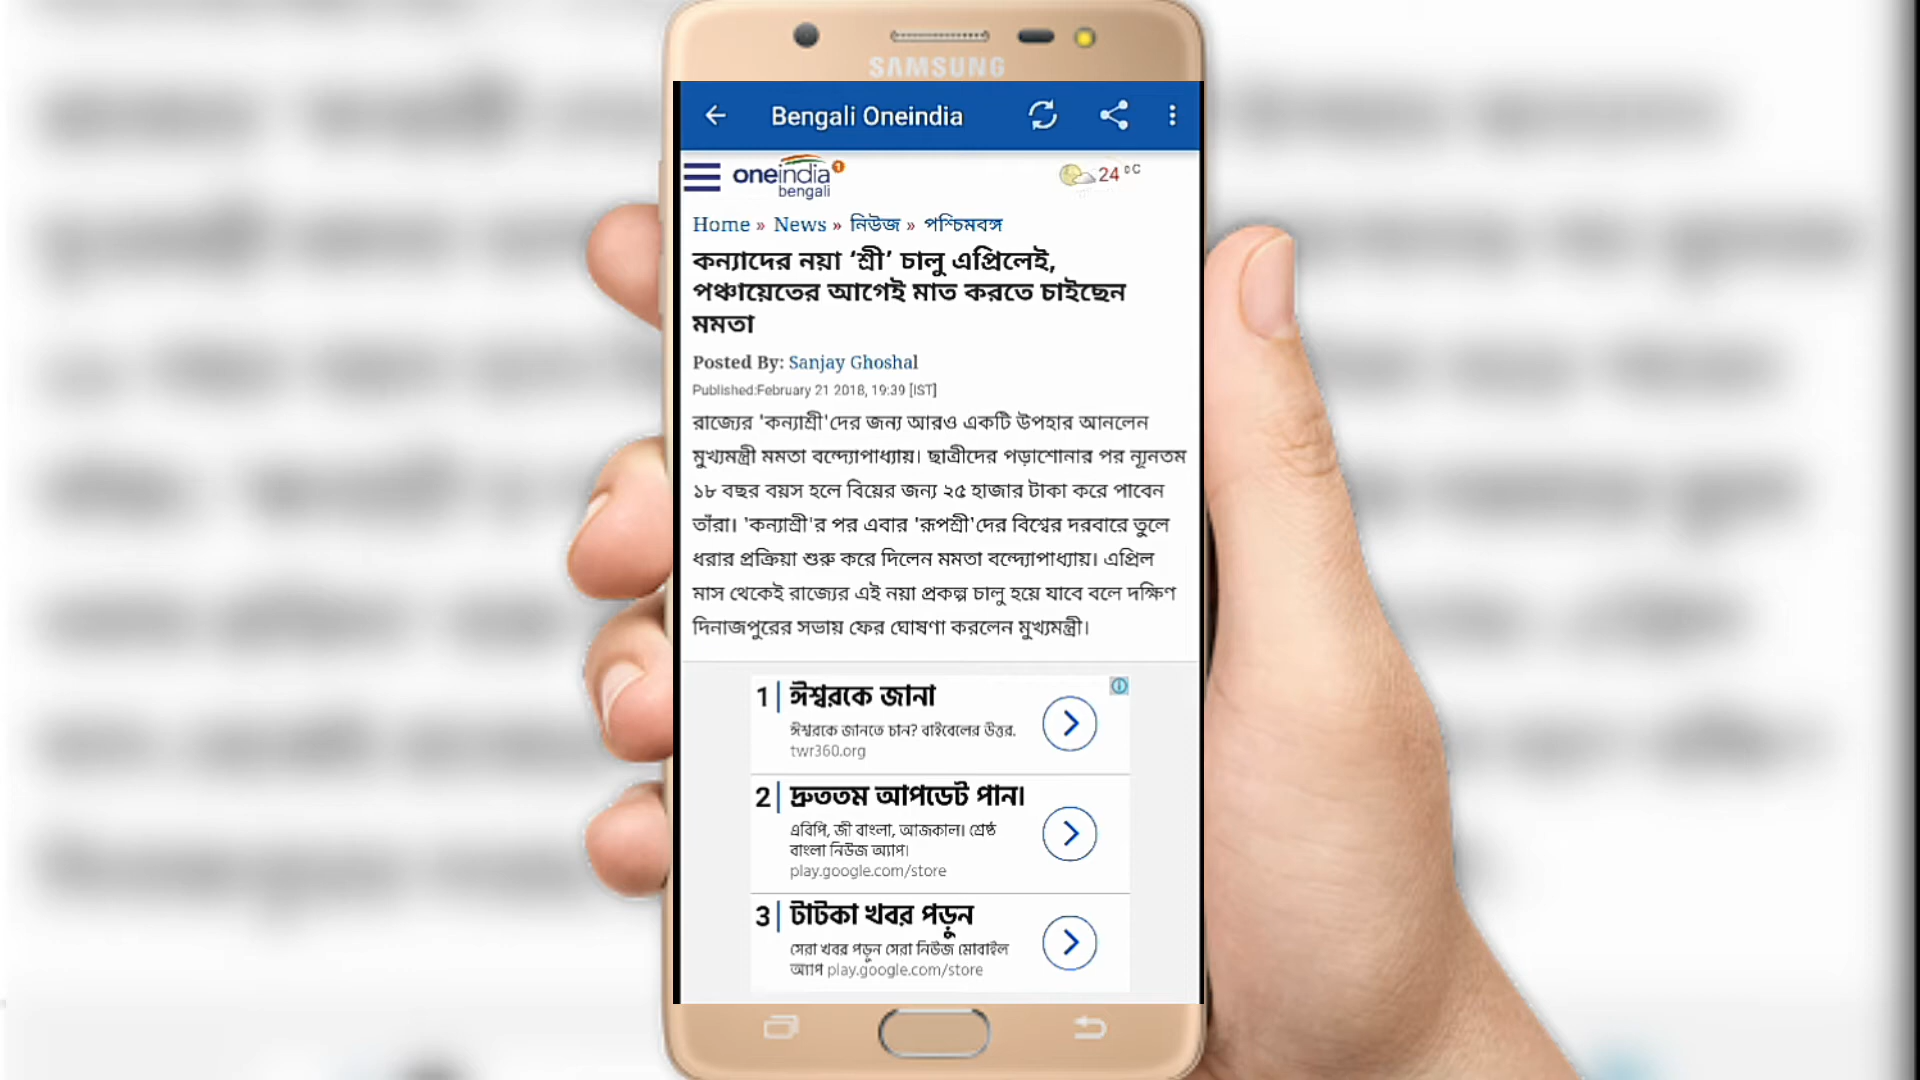 SAMSUNG
Bengali Oneindia
oneindia
bengali
24 °C
Home » News » নিউজ » পশ্চিমবঙ্গ
কন্যাদের নয়া ‘শ্রী’ চালু এপ্রিলেই,
পঞ্চায়েতের আগেই মাত করতে চাইছেন
মমতা
Posted By: Sanjay Ghoshal
Published:February 21 2018, 19:39 [IST]
রাজ্যের 'কন্যাশ্রী'দের জন্য আরও একটি উপহার আনলেন
মুখ্যমন্ত্রী মমতা বন্দ্যোপাধ্যায়। ছাত্রীদের পড়াশোনার পর ন্যূনতম
১৮ বছর বয়স হলে বিয়ের জন্য ২৫ হাজার টাকা করে পাবেন
তাঁরা। 'কন্যাশ্রী'র পর এবার 'রূপশ্রী'দের বিশ্বের দরবারে তুলে
ধরার প্রক্রিয়া শুরু করে দিলেন মমতা বন্দ্যোপাধ্যায়। এপ্রিল
মাস থেকেই রাজ্যের এই নয়া প্রকল্প চালু হয়ে যাবে বলে দক্ষিণ
দিনাজপুরের সভায় ফের ঘোষণা করলেন মুখ্যমন্ত্রী।
1 ঈশ্বরকে জানা
ঈশ্বরকে জানতে চান? বাইবেলের উত্তর.
twr360.org
2 দ্রুততম আপডেট পান।
এবিপি, জী বাংলা, আজকাল। শ্রেষ্ঠ
বাংলা নিউজ অ্যাপ।
play.google.com/store
3 টাটকা খবর পড়ুন
সেরা খবর পড়ুন সেরা নিউজ মোবাইল
অ্যাপ play.google.com/store